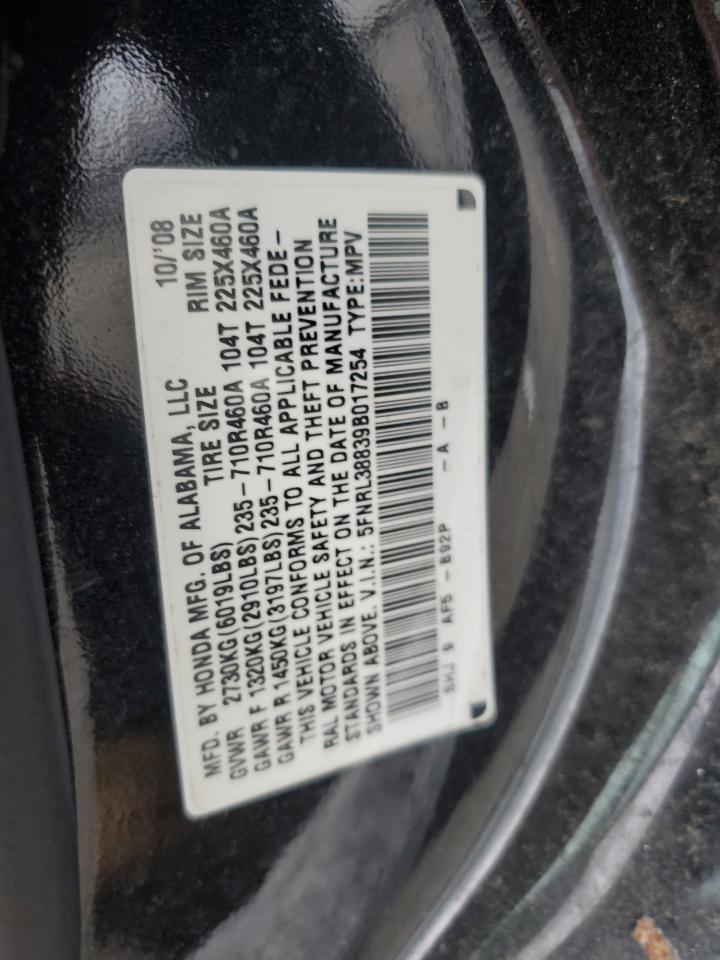 MFD. BY HONDA MFG. OF ALABAMA, LLC 10/'08
GVWR 2730KG(6019LBS) TIRE SIZE RIM SIZE
GAWR F 1320KG(2910LBS)235-710R460A 104T 225X460A
GAWR R 1450KG(3197LBS)235-710R460A 104T 225X460A
THIS VEHICLE CONFORMS TO ALL APPLICABLE FEDE-
RAL MOTOR VEHICLE SAFETY AND THEFT PREVENTION
STANDARDS IN EFFECT ON THE DATE OF MANUFACTURE
SHOWN ABOVE. V.I.N.: 5FNRL38839B017254 TYPE:MPV
SHJ 9 AF5 - B92P - A - B